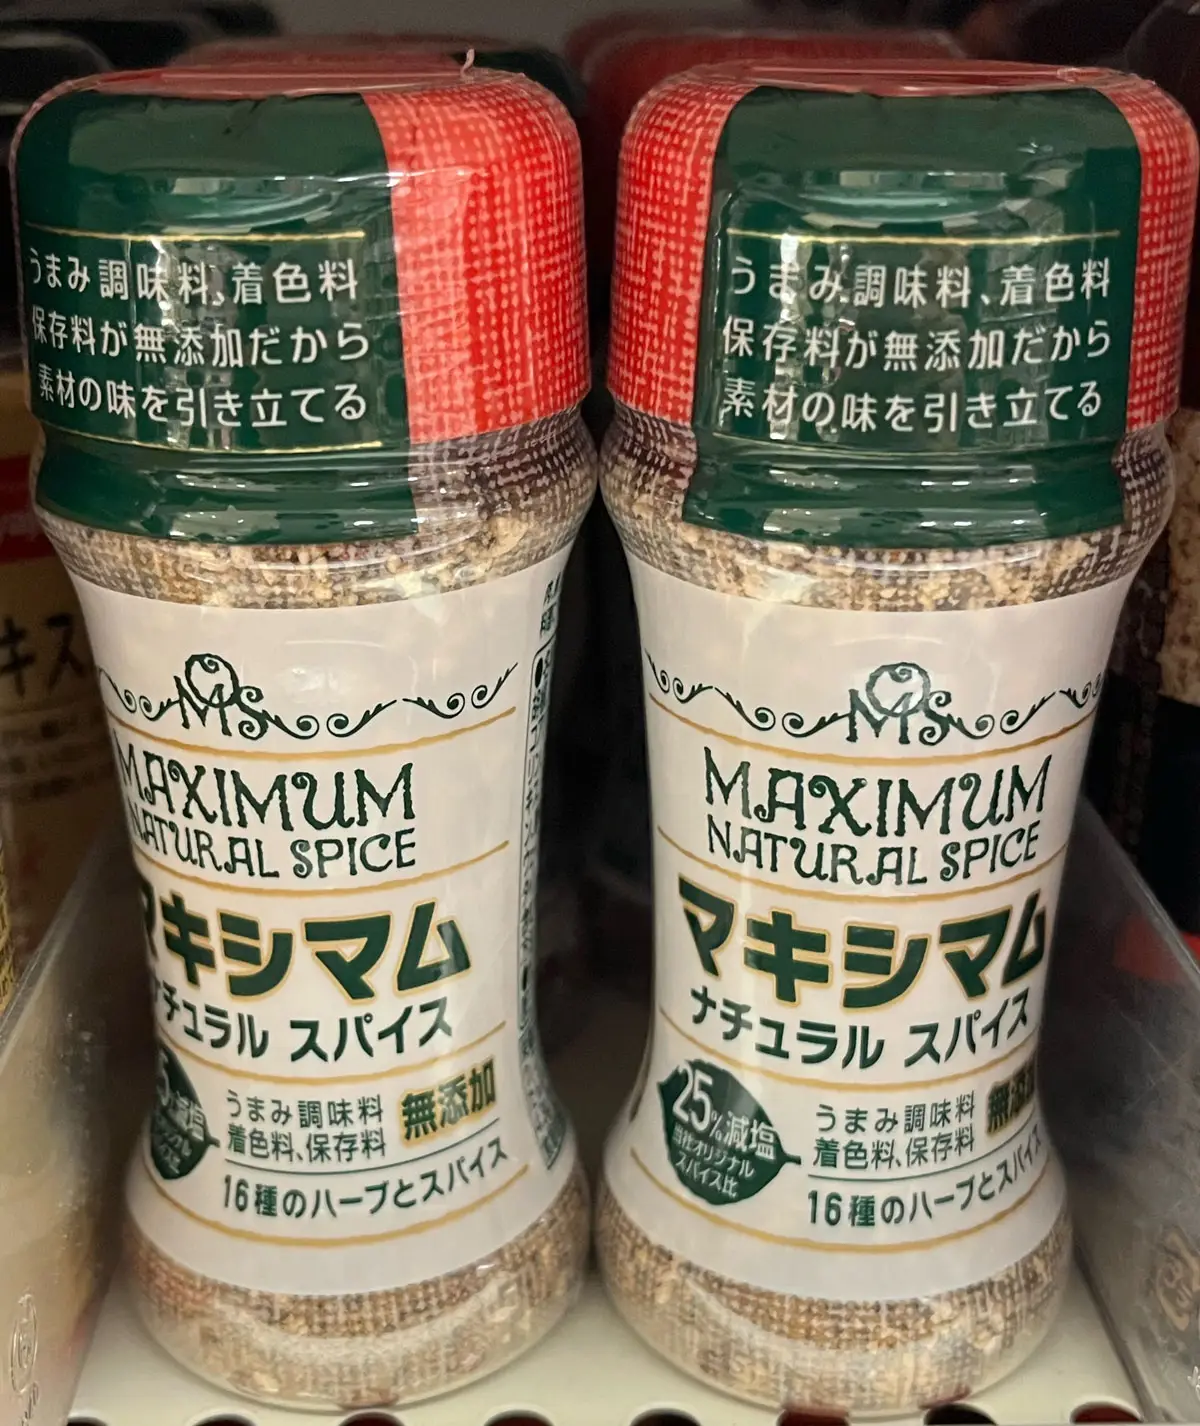 うまみ調味料、着色料
保存料が無添加だから
素材の味を引き立てる
MS
MAXIMUM
NATURAL SPICE
マキシマム
ナチュラル スパイス
うまみ調味料
着色料、保存料
無添加
16種のハーブとスパイス
うまみ調味料、着色料
保存料が無添加だから
素材の味を引き立てる
MS
MAXIMUM
NATURAL SPICE
マキシマム
ナチュラル スパイス
25%減塩
当社オリジナル
スパイス比
うまみ調味料
着色料、保存料
無添加
16種のハーブとスパイス
キス